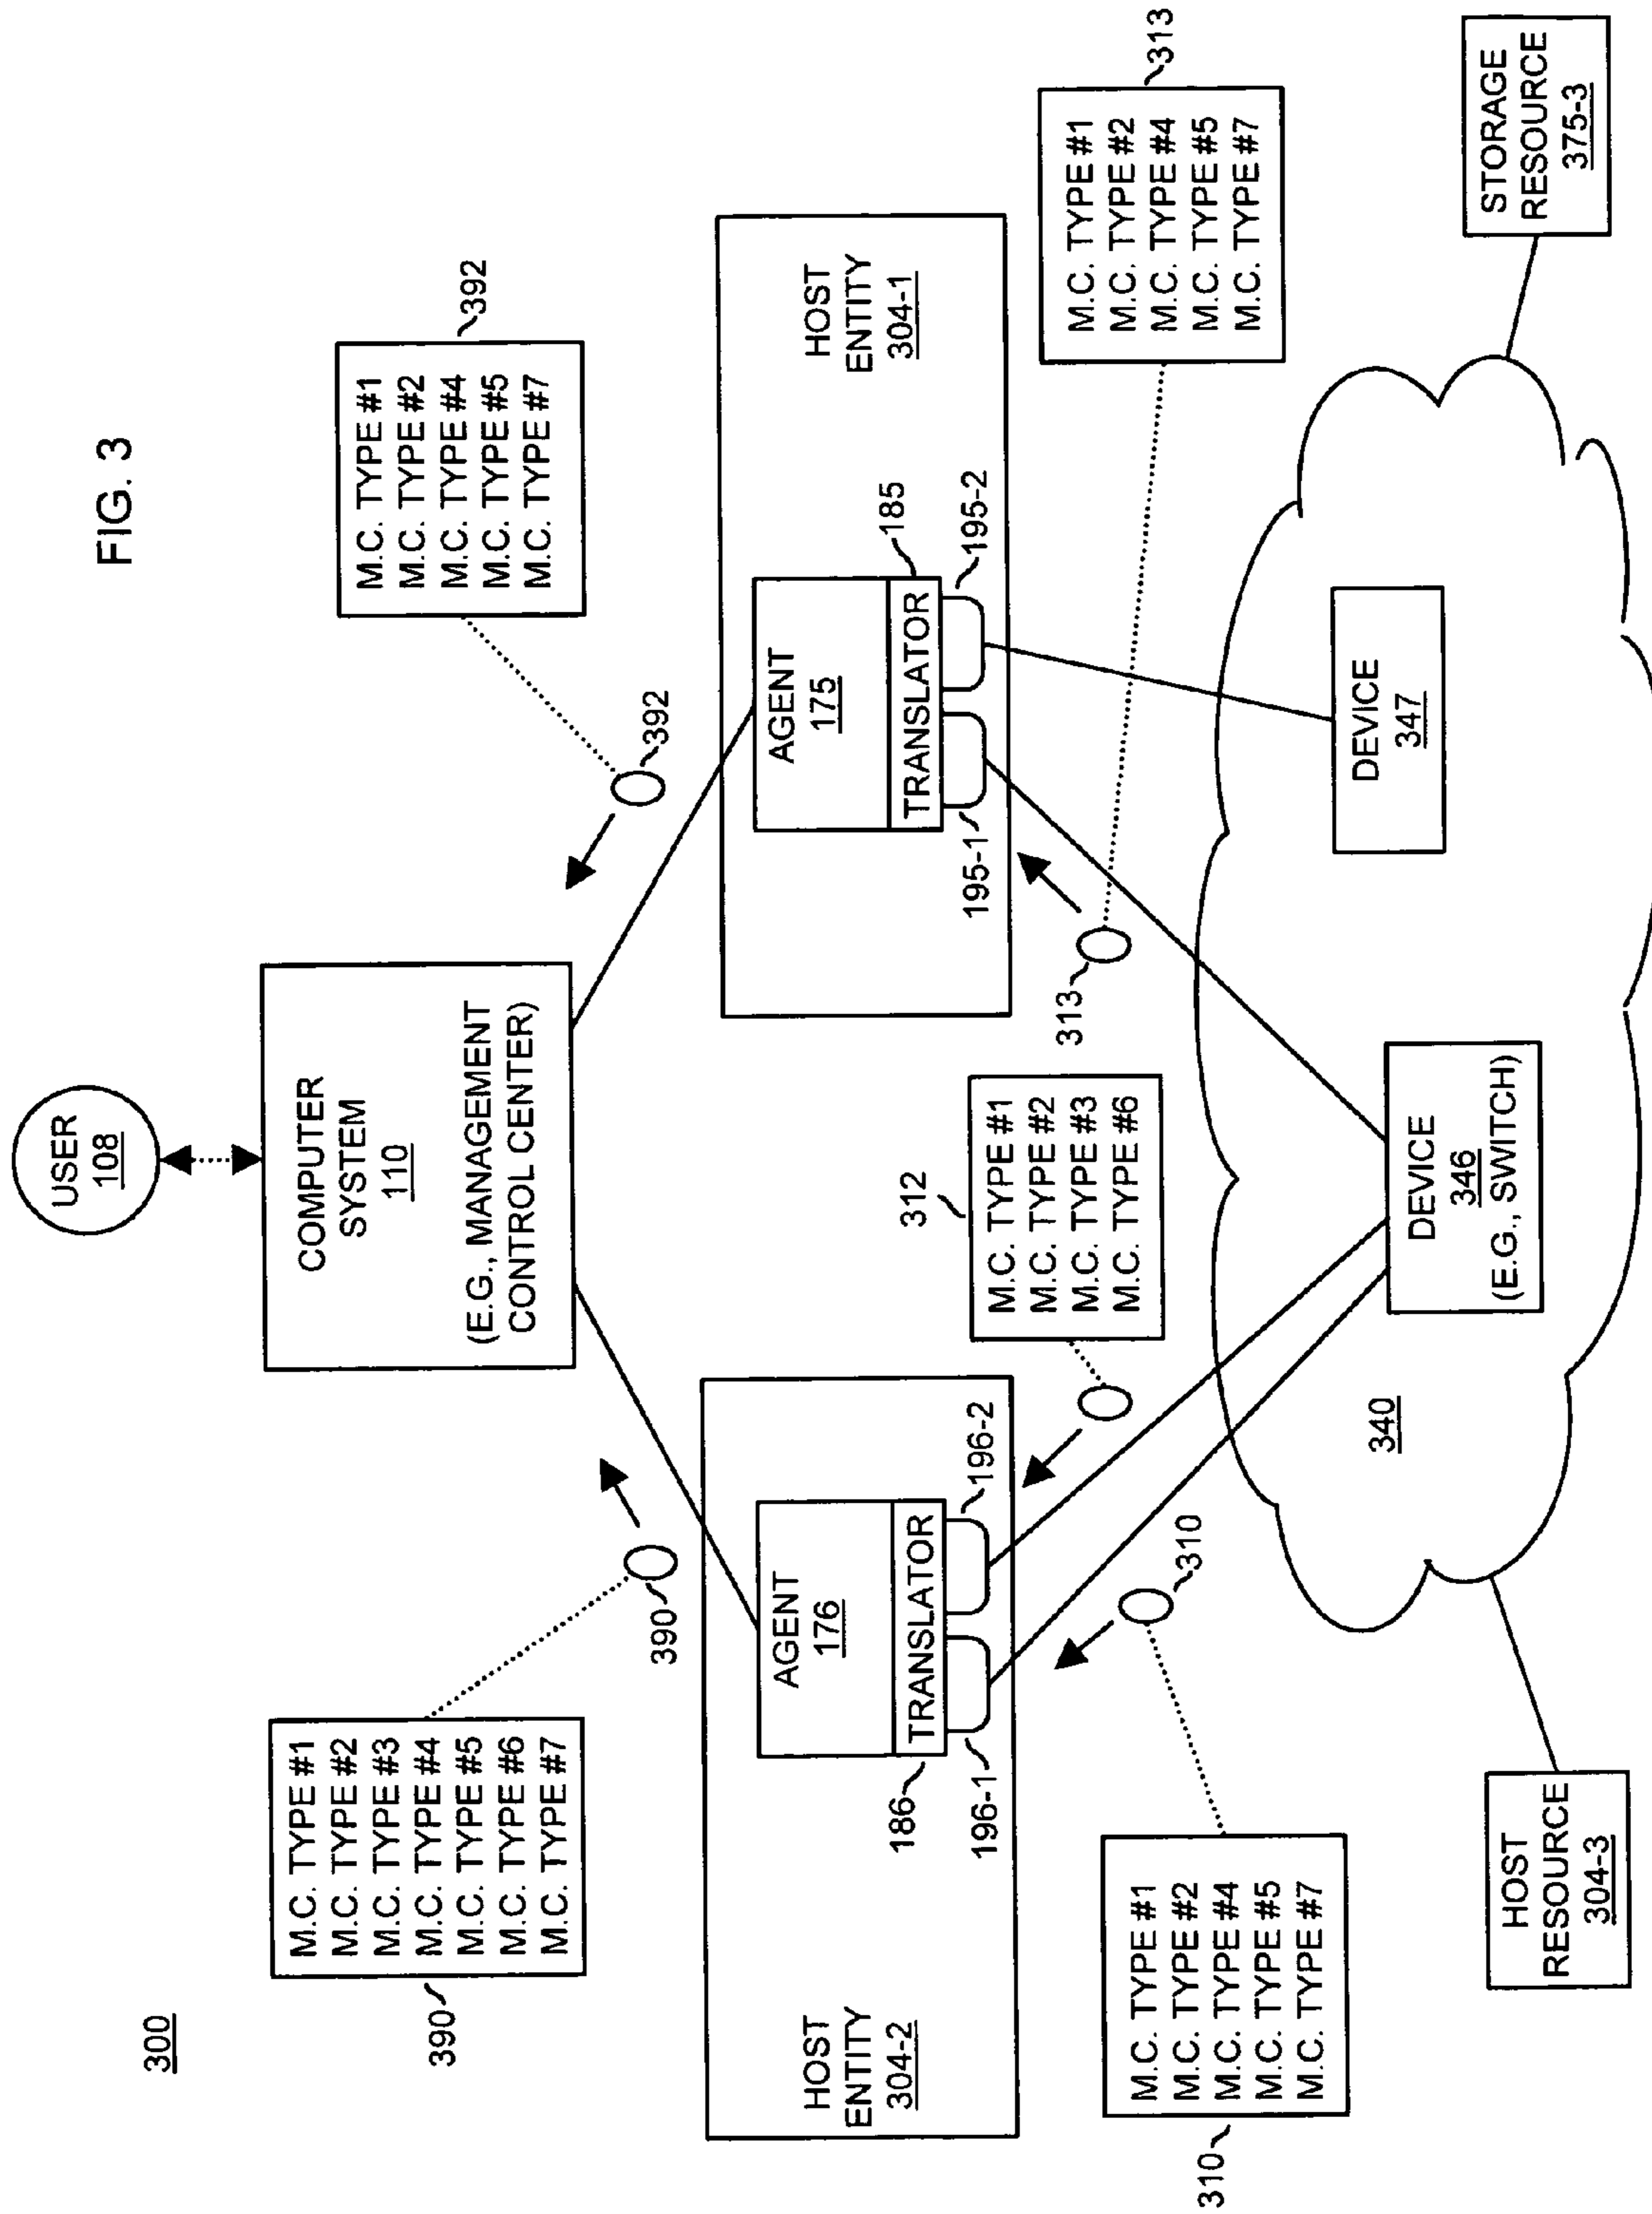 FIG. 3
300
USER
108
COMPUTER
SYSTEM
110
(E.G., MANAGEMENT
CONTROL CENTER)
M.C. TYPE #1
M.C. TYPE #2
M.C. TYPE #3
M.C. TYPE #4
M.C. TYPE #5
M.C. TYPE #6
M.C. TYPE #7
390
390
M.C. TYPE #1
M.C. TYPE #2
M.C. TYPE #4
M.C. TYPE #5
M.C. TYPE #7
392
392
HOST
ENTITY
304-2
AGENT
176
TRANSLATOR
186
196-1
196-2
HOST
ENTITY
304-1
AGENT
175
TRANSLATOR
185
195-1
195-2
M.C. TYPE #1
M.C. TYPE #2
M.C. TYPE #4
M.C. TYPE #5
M.C. TYPE #7
310
310
312
M.C. TYPE #1
M.C. TYPE #2
M.C. TYPE #3
M.C. TYPE #6
313
M.C. TYPE #1
M.C. TYPE #2
M.C. TYPE #4
M.C. TYPE #5
M.C. TYPE #7
313
340
DEVICE
346
(E.G., SWITCH)
DEVICE
347
HOST
RESOURCE
304-3
STORAGE
RESOURCE
375-3